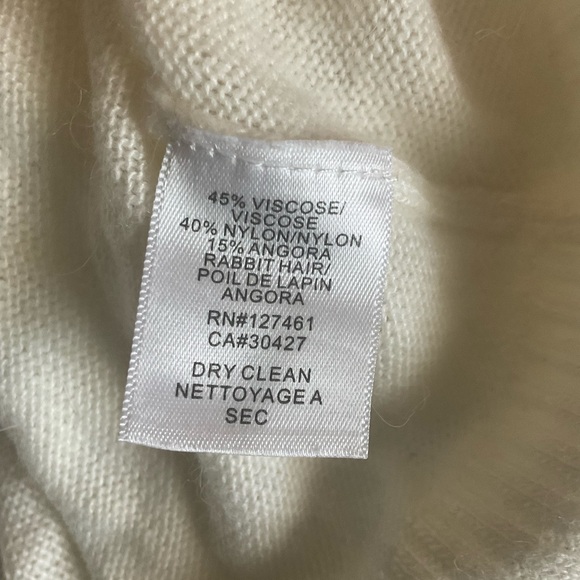 45% VISCOSE/
VISCOSE
40% NYLON/NYLON
15% ANGORA
RABBIT HAIR/
POIL DE LAPIN
ANGORA
RN#127461
CA#30427
DRY CLEAN
NETTOYAGE A
SEC